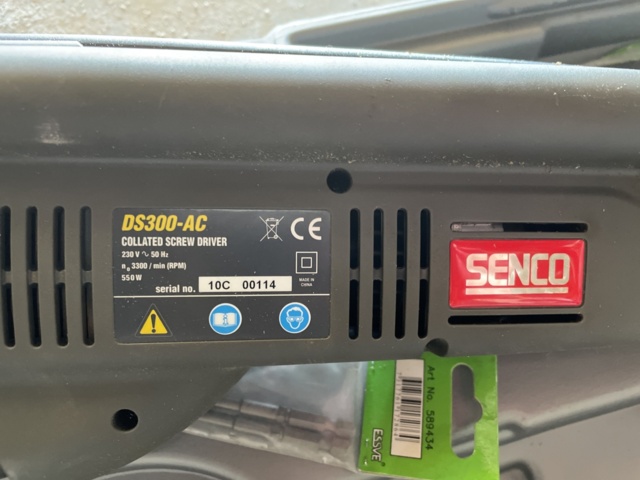 DS300-AC
COLLATED SCREW DRIVER
230 V ∿ 50 Hz
n₀ 3300 / min (RPM)
550 W
serial no. 10C 00114
CE
MADE IN
CHINA
SENCO
ESSVE
Art No. 589434